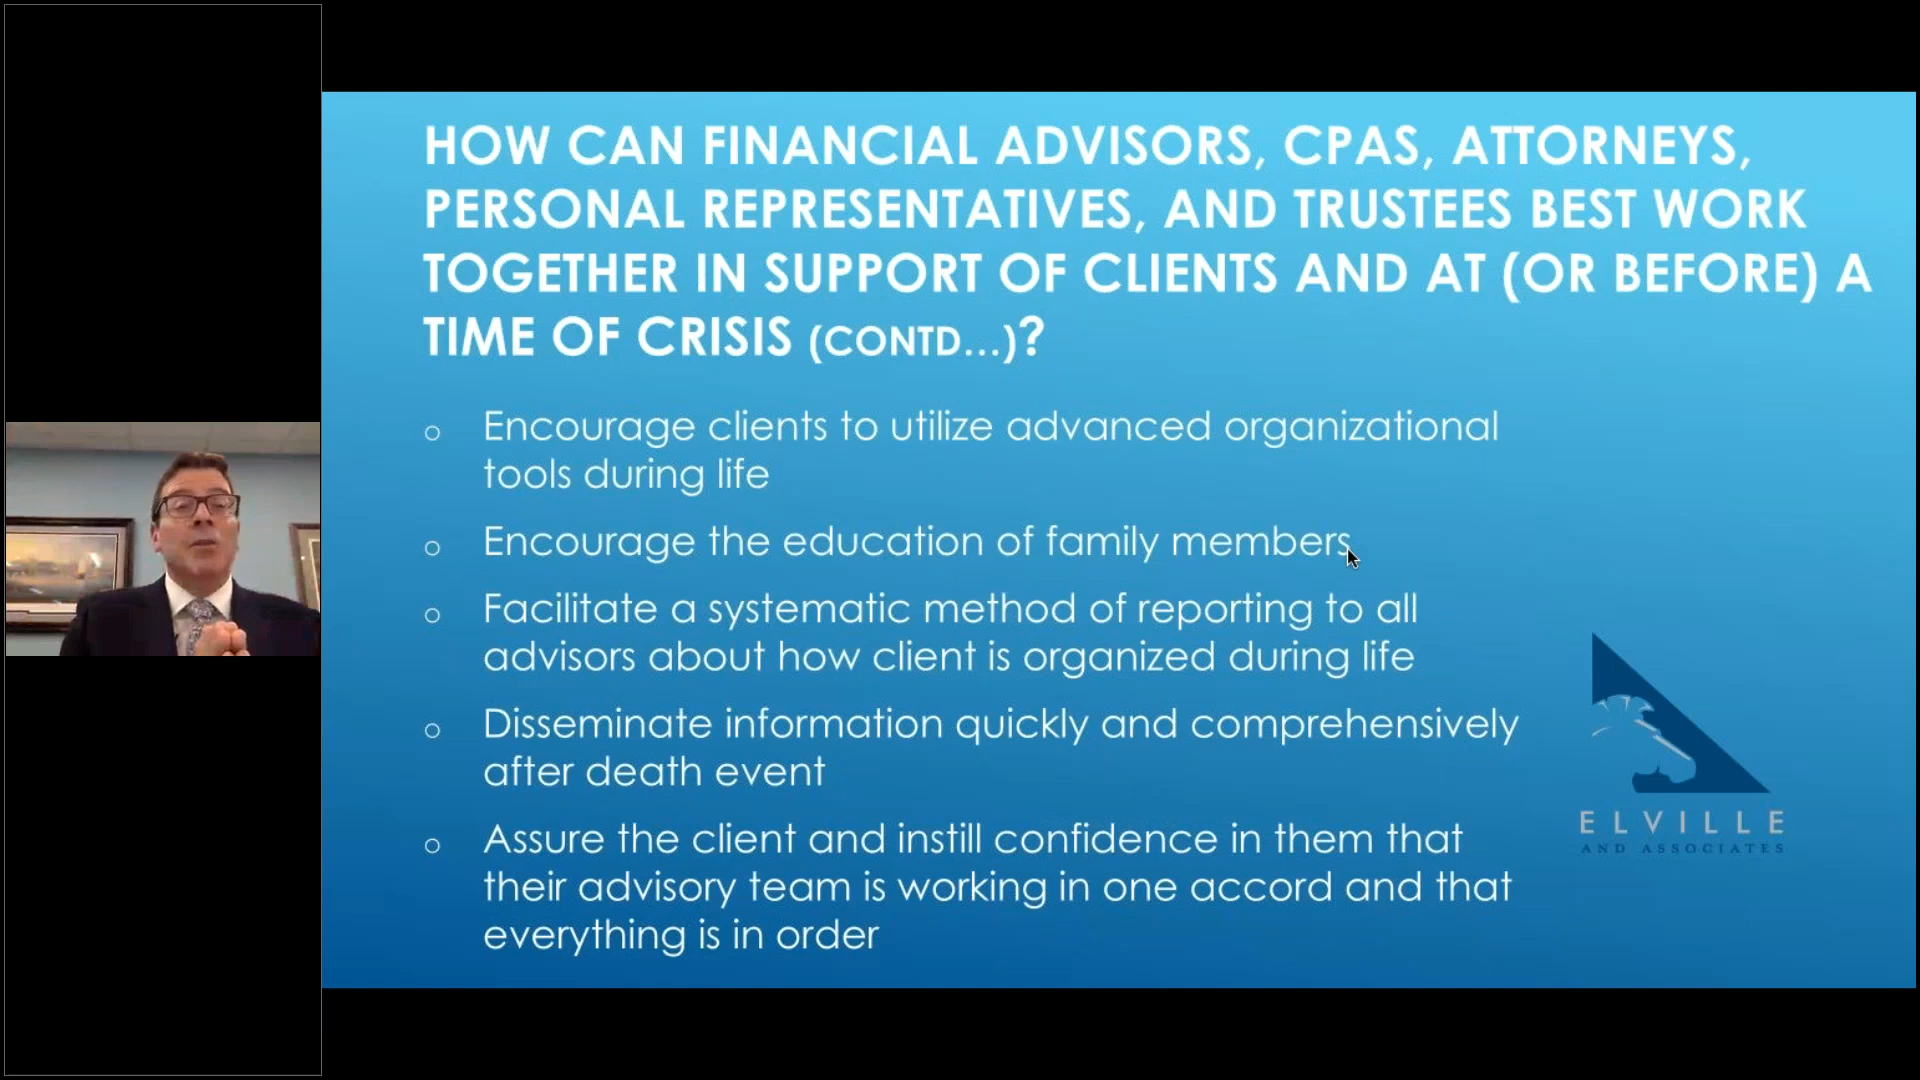 HOW CAN FINANCIAL ADVISORS, CPAS, ATTORNEYS,
PERSONAL REPRESENTATIVES, AND TRUSTEES BEST WORK
TOGETHER IN SUPPORT OF CLIENTS AND AT (OR BEFORE) A
TIME OF CRISIS (CONTD...)?
Encourage clients to utilize advanced organizational
tools during life
Encourage the education of family members
Facilitate a systematic method of reporting to all
advisors about how client is organized during life
Disseminate information quickly and comprehensively
after death event
Assure the client and instill confidence in them that
their advisory team is working in one accord and that
everything is in order
ELVILLE
AND ASSOCIATES